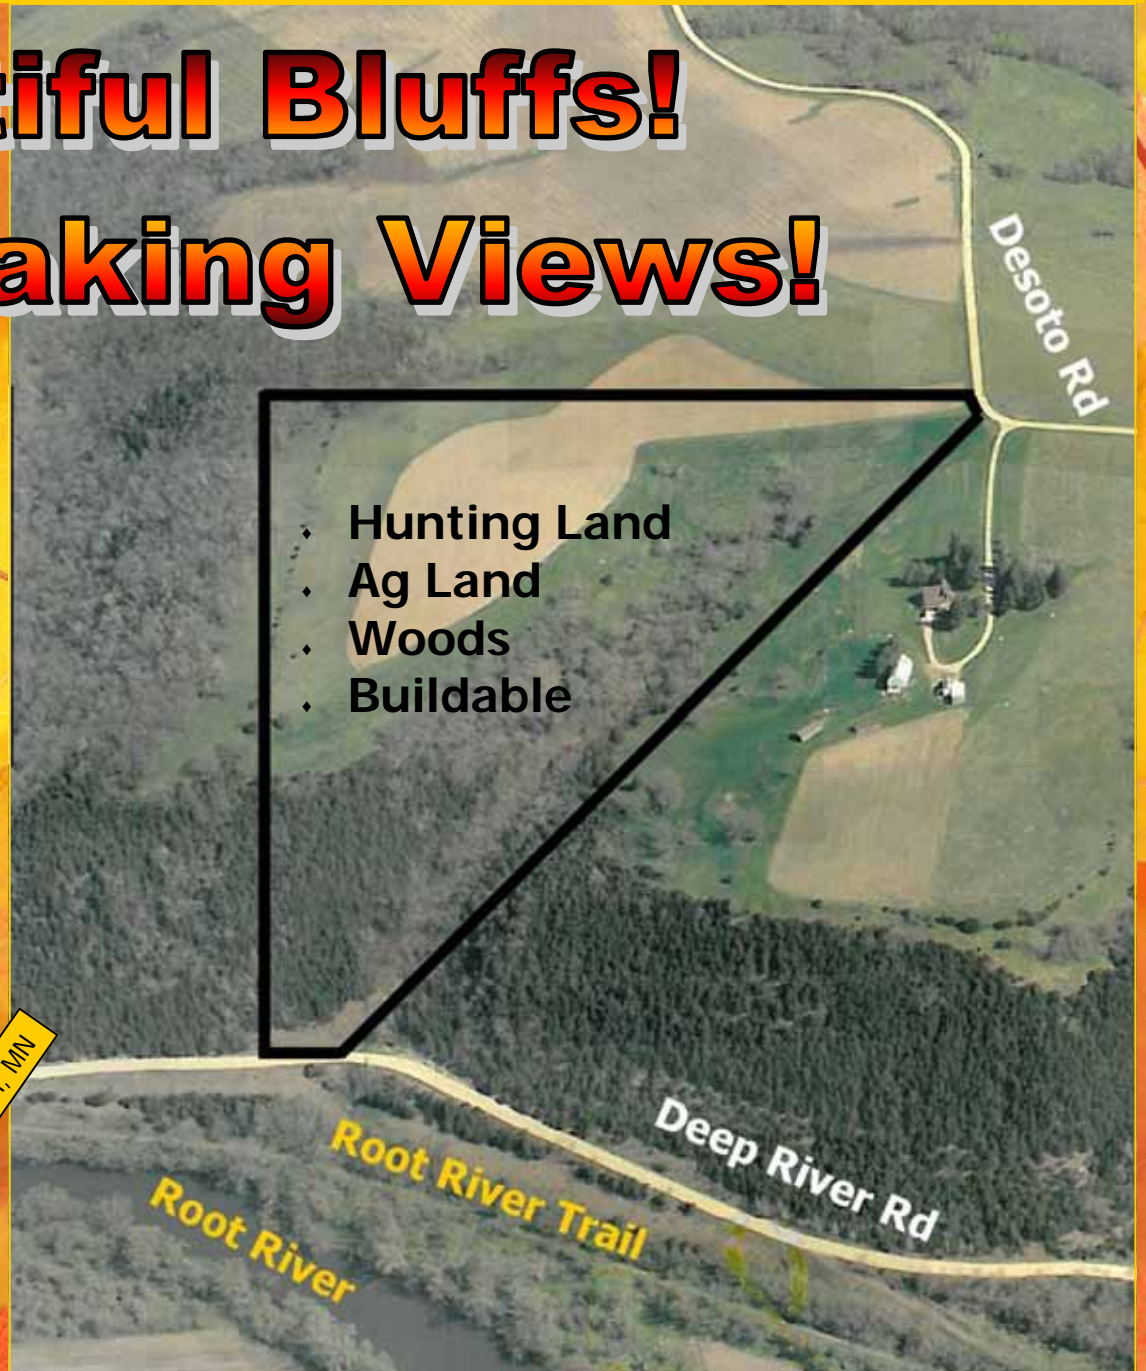 tiful Bluffs!
aking Views!
Desoto Rd
Hunting Land
Ag Land
Woods
Buildable
MN
Deep River Rd
Root River Trail
Root River